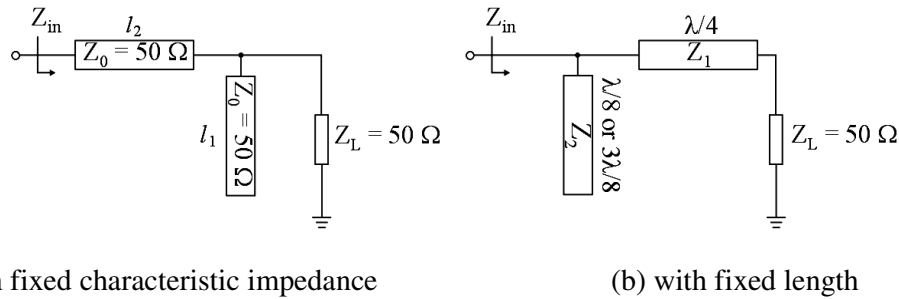 Z_in
l_2
Z_0 = 50 Ω
l_1
Z_0 = 50 Ω
Z_L = 50 Ω
fixed characteristic impedance
Z_in
λ/4
Z_1
Z_2
λ/8 or 3λ/8
Z_L = 50 Ω
(b) with fixed length